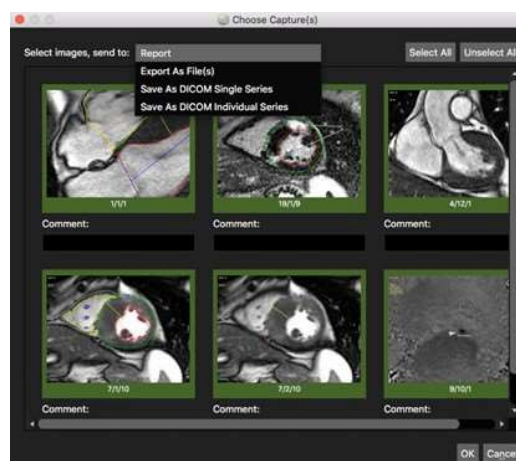 Choose Capture(s)
Select images, send to: Report Select All Unselect Al
Export As File(s)
Save As DICOM Single Series
Save As DICOM Individual Series
1/1/1 19/1/9 4/12/1
Comment: Comment: Comment:
7/1/10 7/2/10 9/10/1
Comment: Comment: Comment:
OK Cance